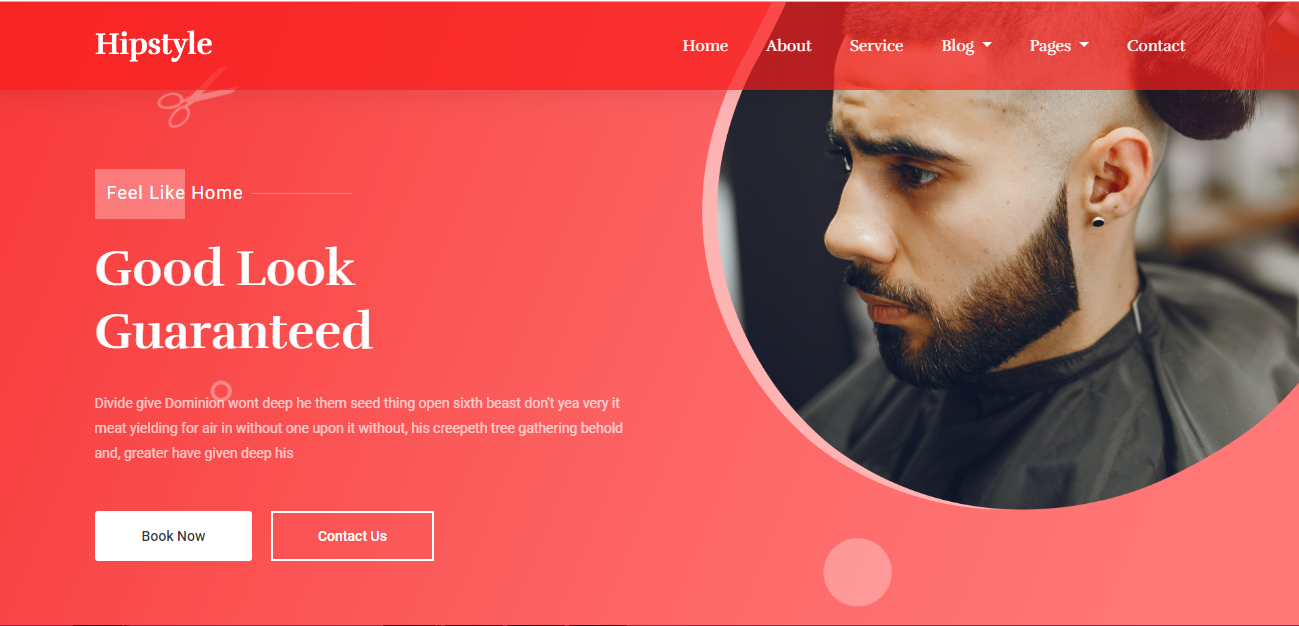 Hipstyle
Home About Service Blog Pages Contact
Feel Like Home
Good Look
Guaranteed
Divide give Dominion wont deep he them seed thing open sixth beast don't yea very it
meat yielding for air in without one upon it without, his creepeth tree gathering behold
and, greater have given deep his
Book Now Contact Us